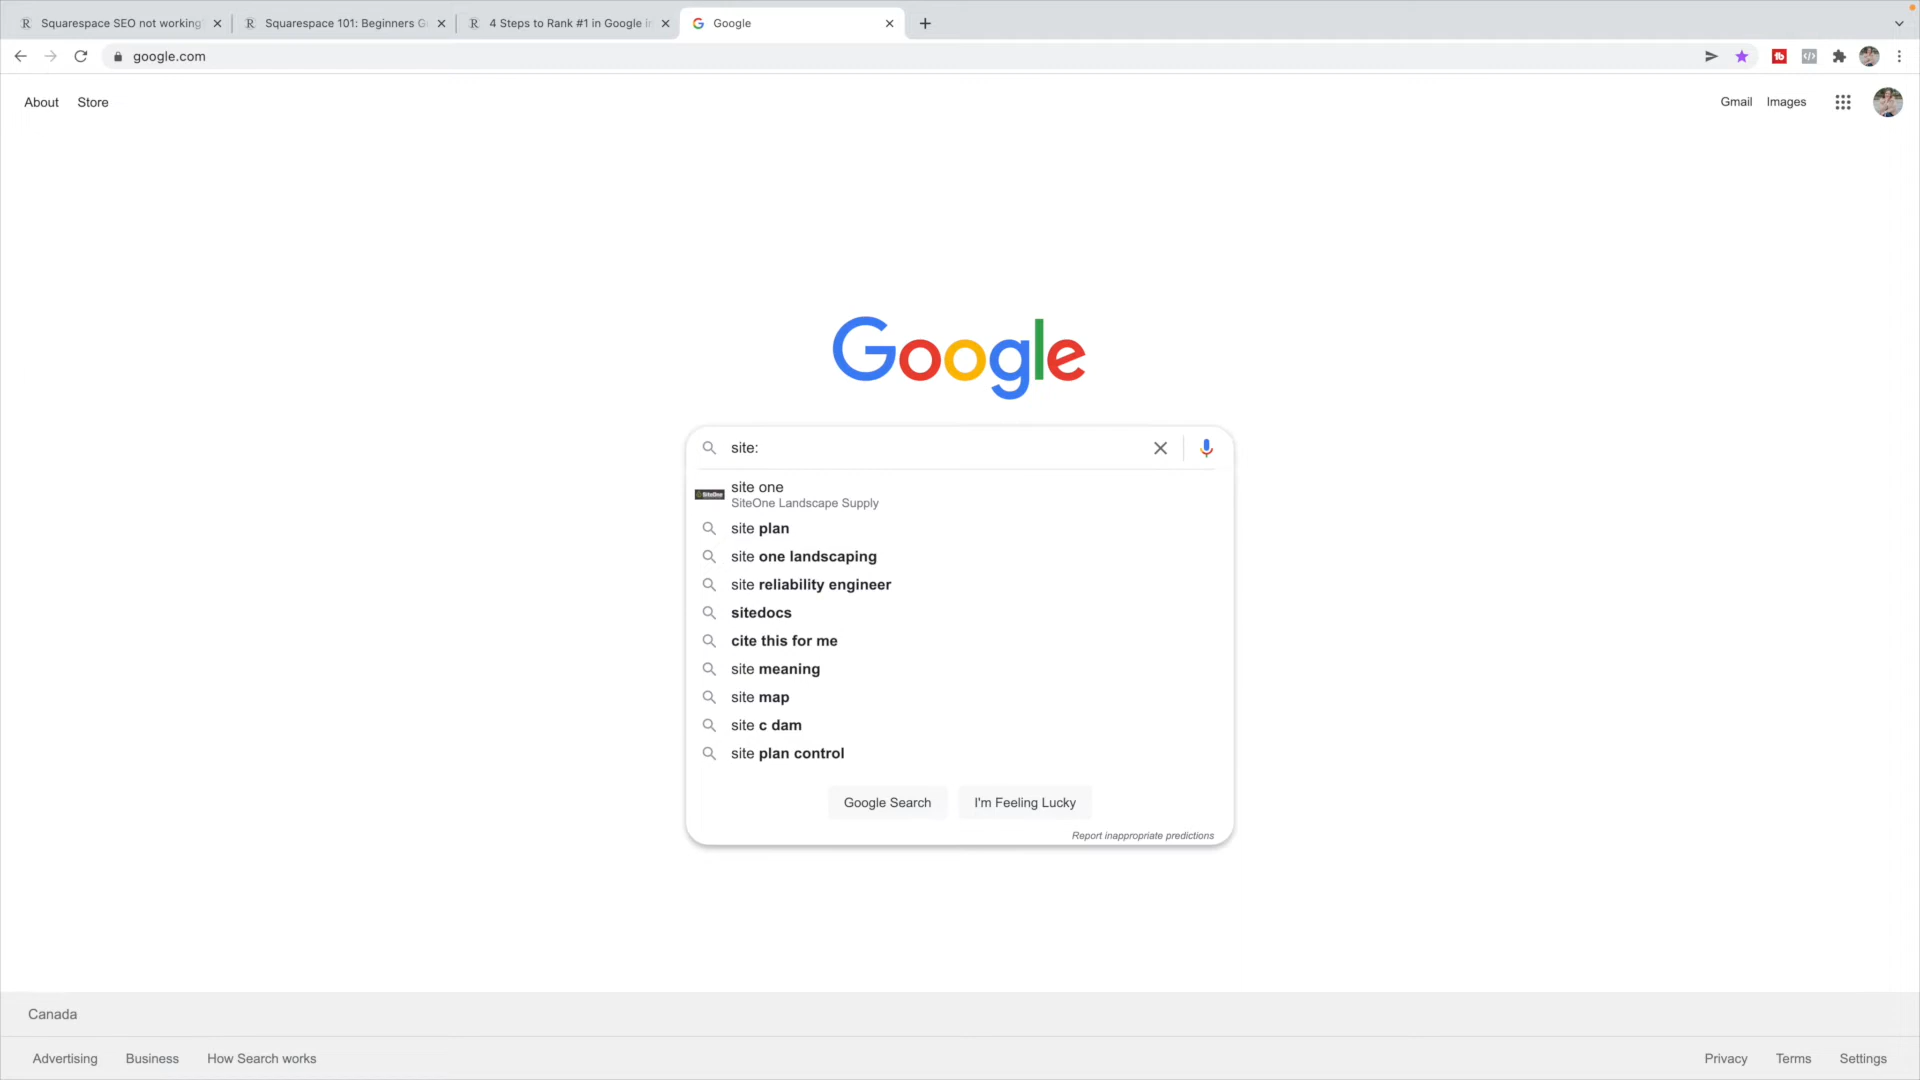 Squarespace SEO not working
Squarespace 101: Beginners G
4 Steps to Rank #1 in Google i
Google
google.com
About
Store
Gmail
Images
Google
site:
SiteOne
site one
SiteOne Landscape Supply
site plan
site one landscaping
site reliability engineer
sitedocs
cite this for me
site meaning
site map
site c dam
site plan control
Google Search
I'm Feeling Lucky
Report inappropriate predictions
Canada
Advertising
Business
How Search works
Privacy
Terms
Settings